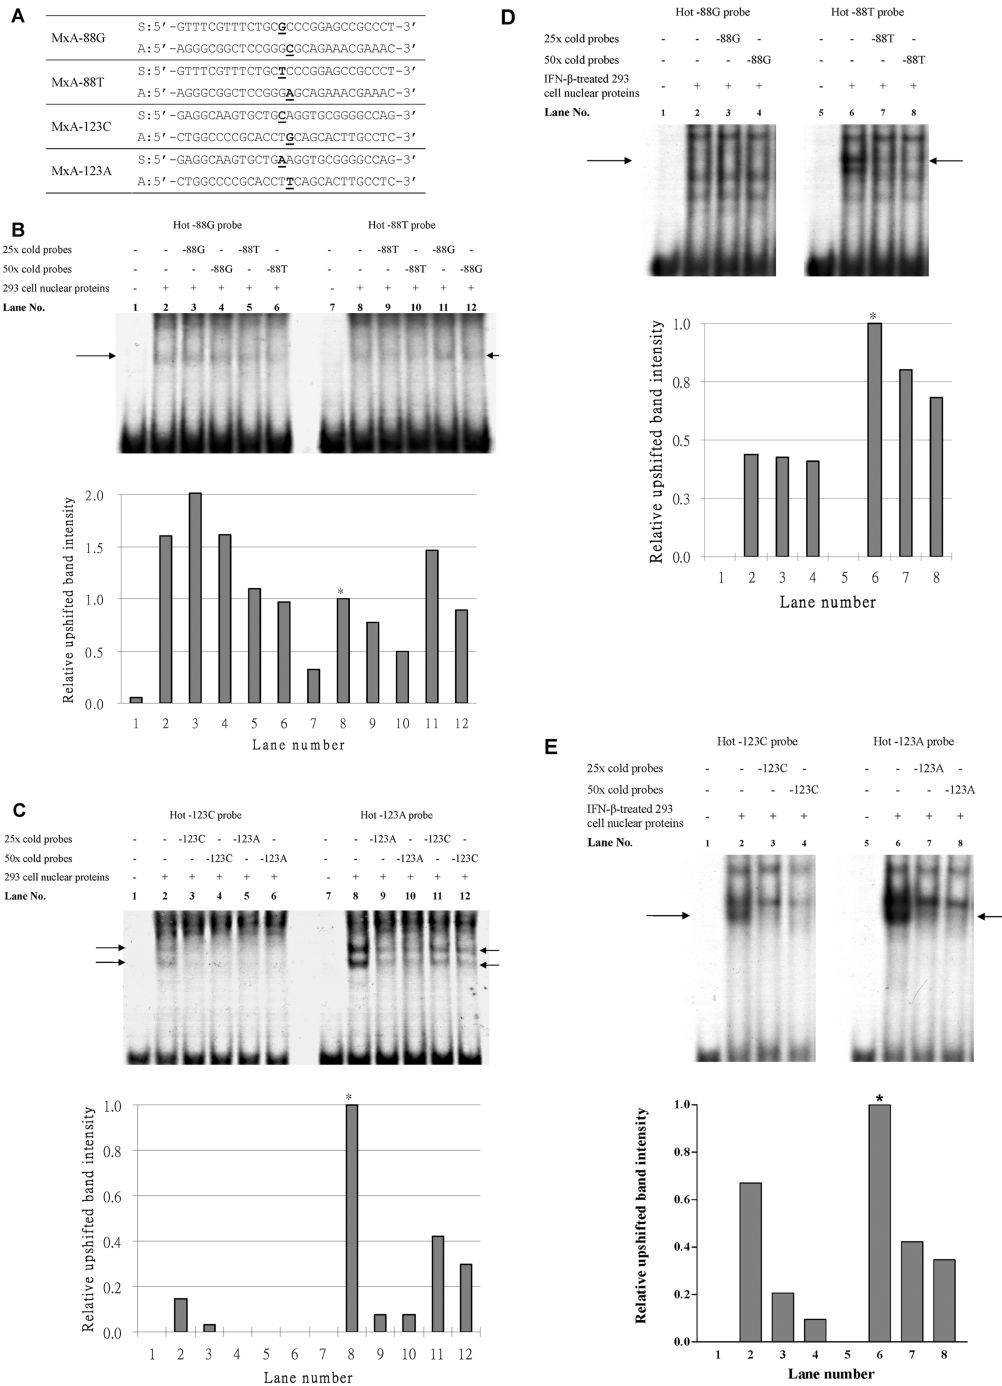 A
MxA-88G
S:5′-GTTTCGTTTCTGCGCCCGGAGCCGCCCT-3′
A:5′-AGGGCGGCTCCGGGCGCAGAAACGAAAC-3′
MxA-88T
S:5′-GTTTCGTTTCTGCTCCCGGAGCCGCCCT-3′
A:5′-AGGGCGGCTCCGGGAGCAGAAACGAAAC-3′
MxA-123C
S:5′-GAGGCAAGTGCTGCAGGTGCGGGGCCAG-3′
A:5′-CTGGCCCCGCACCTGCAGCACTTGCCTC-3′
MxA-123A
S:5′-GAGGCAAGTGCTGAAGGTGCGGGGCCAG-3′
A:5′-CTGGCCCCGCACCTTCAGCACTTGCCTC-3′
B
Hot -88G probe Hot -88T probe
25x cold probes - - -88G - -88T - - - -88T - -88G -
50x cold probes - - - -88G - -88T - - - -88T - -88G
293 cell nuclear proteins - + + + + + - + + + + +
Lane No. 1 2 3 4 5 6 7 8 9 10 11 12
Relative upshifted band intensity
2.0
1.5
1.0
0.5
0.0
*
1 2 3 4 5 6 7 8 9 10 11 12
Lane number
C
Hot -123C probe Hot -123A probe
25x cold probes - - -123C - -123A - - - -123A - -123C -
50x cold probes - - - -123C - -123A - - - -123A - -123C
293 cell nuclear proteins - + + + + + - + + + + +
Lane No. 1 2 3 4 5 6 7 8 9 10 11 12
Relative upshifted band intensity
1.0
0.8
0.6
0.4
0.2
0.0
*
1 2 3 4 5 6 7 8 9 10 11 12
Lane number
D
Hot -88G probe Hot -88T probe
25x cold probes - - -88G - - - -88T -
50x cold probes - - - -88G - - - -88T
IFN-β-treated 293
cell nuclear proteins - + + + - + + +
Lane No. 1 2 3 4 5 6 7 8
Relative upshifted band intensity
1.0
0.8
0.5
0.3
0.0
*
1 2 3 4 5 6 7 8
Lane number
E
Hot -123C probe Hot -123A probe
25x cold probes - - -123C - - - -123A -
50x cold probes - - - -123C - - - -123A
IFN-β-treated 293
cell nuclear proteins - + + + - + + +
Lane No. 1 2 3 4 5 6 7 8
Relative upshifted band intensity
1.0
0.8
0.6
0.4
0.2
0.0
*
1 2 3 4 5 6 7 8
Lane number